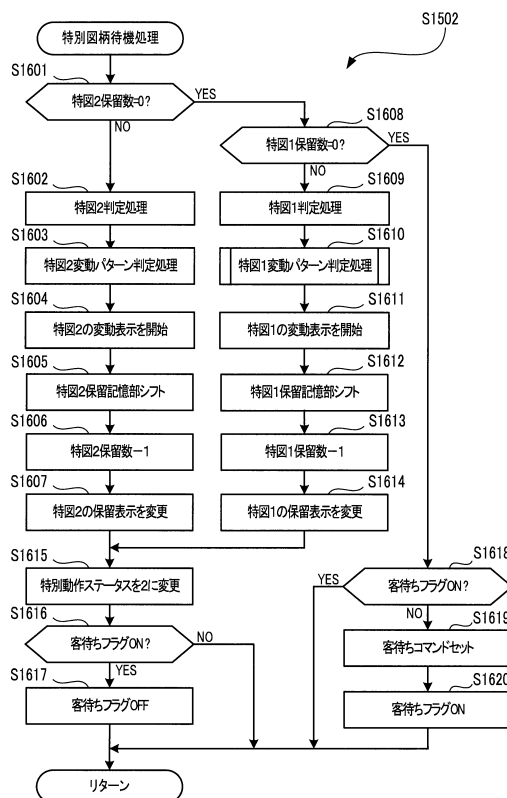 S1502
特別図柄待機処理
S1601
特図2保留数=0?
YES
NO
S1608
特図1保留数=0?
YES
NO
S1602
特図2判定処理
S1609
特図1判定処理
S1603
特図2変動パターン判定処理
S1610
特図1変動パターン判定処理
S1604
特図2の変動表示を開始
S1611
特図1の変動表示を開始
S1605
特図2保留記憶部シフト
S1612
特図1保留記憶部シフト
S1606
特図2保留数-1
S1613
特図1保留数-1
S1607
特図2の保留表示を変更
S1614
特図1の保留表示を変更
S1615
特別動作ステータスを2に変更
S1618
客待ちフラグON?
YES
NO
S1616
客待ちフラグON?
NO
YES
S1619
客待ちコマンドセット
S1617
客待ちフラグOFF
S1620
客待ちフラグON
リターン